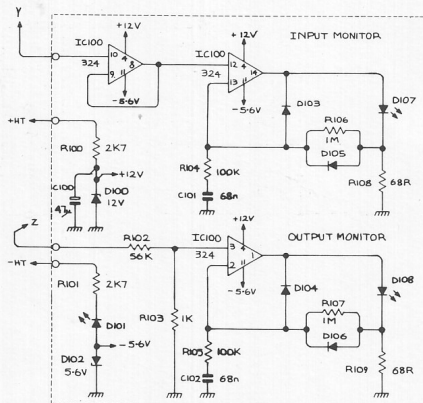 Y
+12V
IC100
10
4
8
324
9
11
-5.6V
+12V
IC100
12
4
14
324
13
11
-5.6V
INPUT MONITOR
D103
D107
R106
1M
D105
R104
100K
C101
68n
R108
68R
+HT
R100
2K7
+12V
C100
47µ
D100
12V
Z
R102
56K
-HT
R101
2K7
R103
1K
D101
-5.6V
D102
5.6V
+12V
IC100
3
4
1
324
2
11
-5.6V
OUTPUT MONITOR
D104
D108
R107
1M
D106
R105
100K
C102
68n
R109
68R